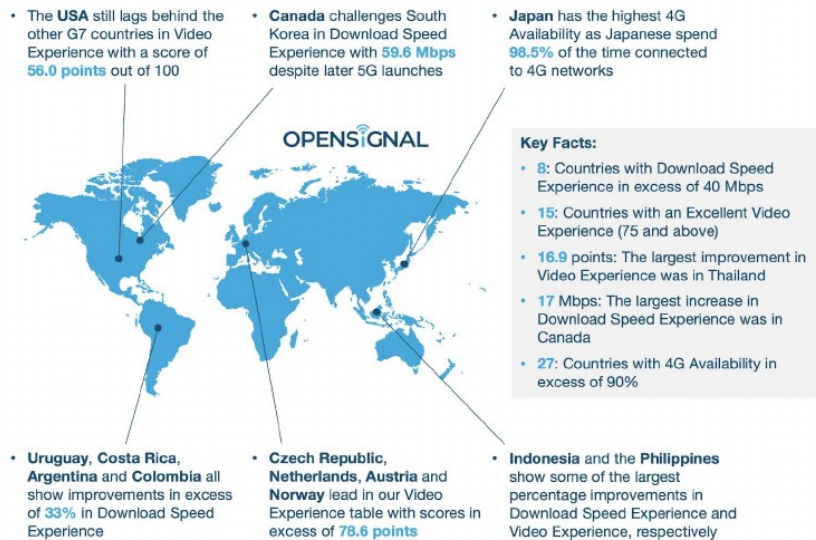 • The USA still lags behind the
other G7 countries in Video
Experience with a score of
56.0 points out of 100
• Canada challenges South
Korea in Download Speed
Experience with 59.6 Mbps
despite later 5G launches
• Japan has the highest 4G
Availability as Japanese spend
98.5% of the time connected
to 4G networks
OPENSIGNAL
Key Facts:
• 8: Countries with Download Speed
Experience in excess of 40 Mbps
• 15: Countries with an Excellent Video
Experience (75 and above)
• 16.9 points: The largest improvement in
Video Experience was in Thailand
• 17 Mbps: The largest increase in
Download Speed Experience was in
Canada
• 27: Countries with 4G Availability in
excess of 90%
• Uruguay, Costa Rica,
Argentina and Colombia all
show improvements in excess
of 33% in Download Speed
Experience
• Czech Republic,
Netherlands, Austria and
Norway lead in our Video
Experience table with scores in
excess of 78.6 points
• Indonesia and the Philippines
show some of the largest
percentage improvements in
Download Speed Experience and
Video Experience, respectively